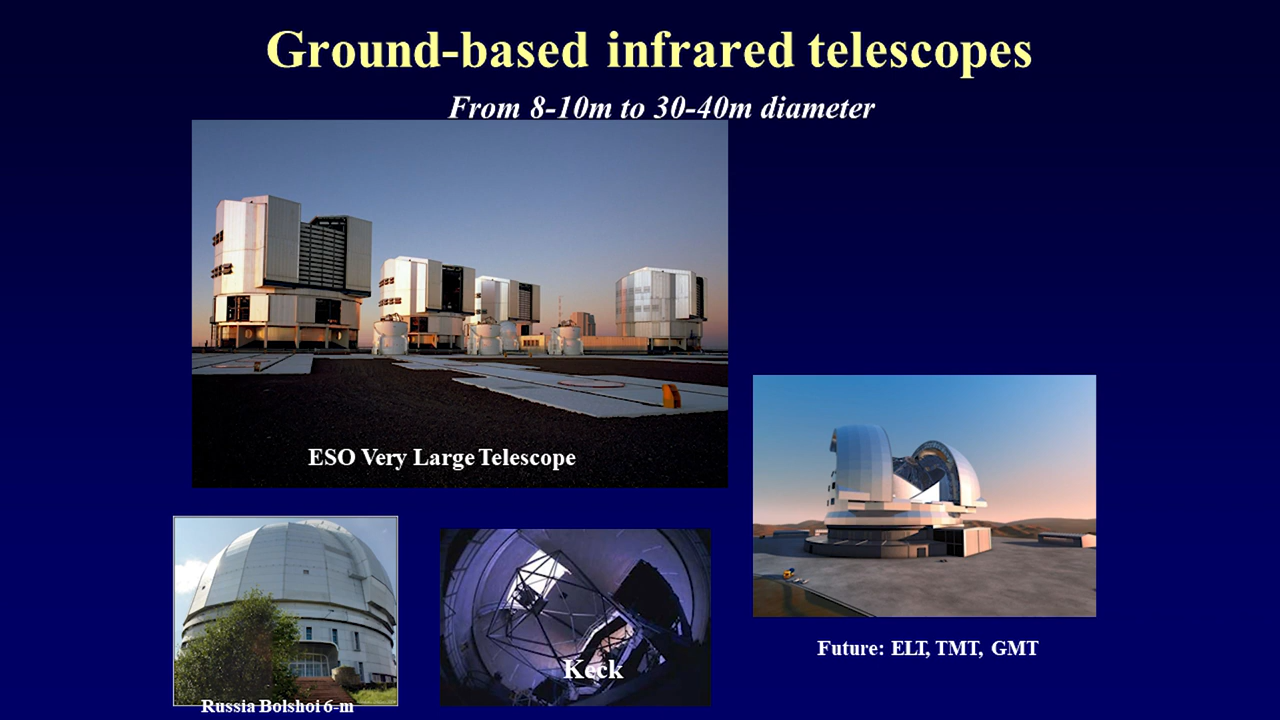 Ground-based infrared telescopes
From 8-10m to 30-40m diameter
ESO Very Large Telescope
Keck
Future: ELT, TMT, GMT
Russia Bolshoi 6-m